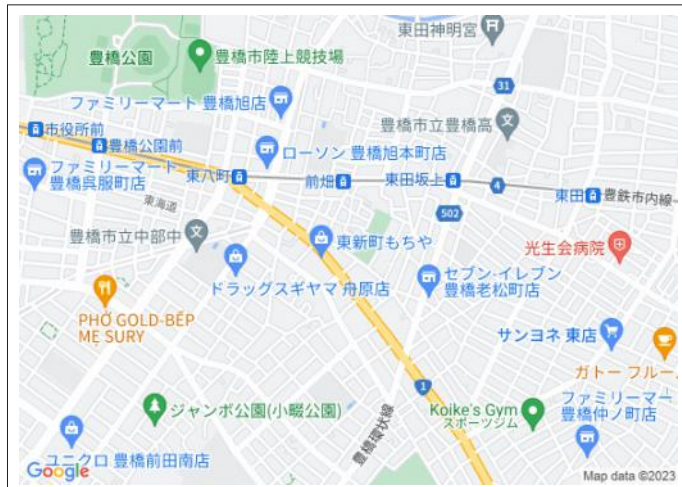 東田神明宮
豊橋公園
豊橋市陸上競技場
31
ファミリーマート 豊橋旭店
豊橋市立豊橋高
市役所前
豊橋公園前
ローソン 豊橋旭本町店
ファミリーマート
豊橋呉服町店
東八町
前畑
東田坂上
4
東田
豊鉄市内線
東海道
502
豊橋市立中部中
東新町もちや
光生会病院
ドラッグスギヤマ 舟原店
セブン-イレブン
豊橋老松町店
PHỐ GOLD-BẾP
MẸ SURY
サンヨネ 東店
ガトー フルー
1
ジャンボ公園(小畷公園)
豊橋環状線
Koike's Gym
スポーツジム
ファミリーマー
豊橋仲ノ町店
ユニクロ 豊橋前田南店
Google
Map data ©2023